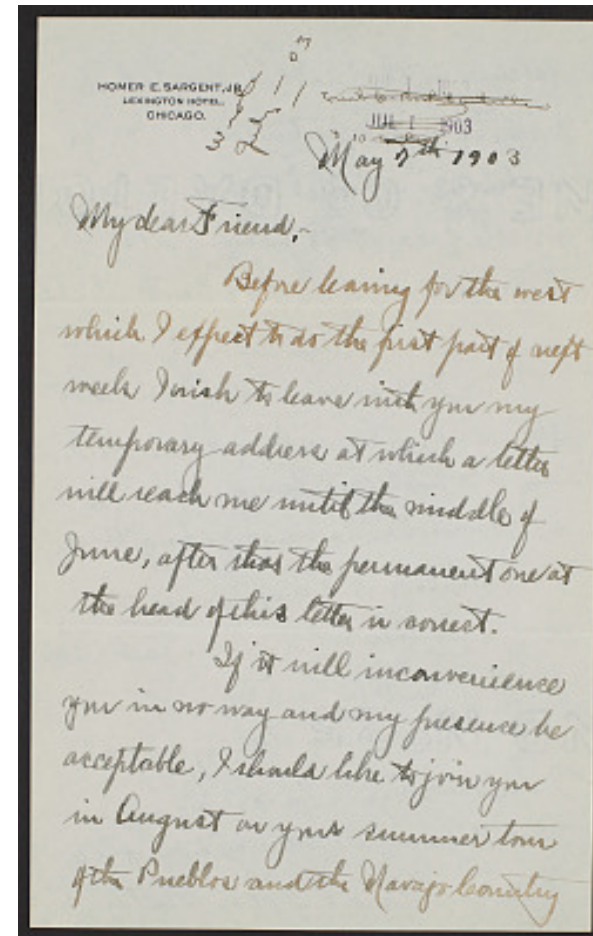 HOMER E. SARGENT, JR.
LEXINGTON HOTEL,
CHICAGO.
JUL 1 1903
May 7th 1903
My dear Friend,-
Before leaving for the west
which I expect to do the first part of next
week I wish to leave with you my
temporary address at which a letter
will reach me until the middle of
June, after that the permanent one at
the head of this letter is correct.
If it will inconvenience
you in no way and my presence be
acceptable, I should like to join you
in August on your summer tour
of the Pueblos and the Navajo Country